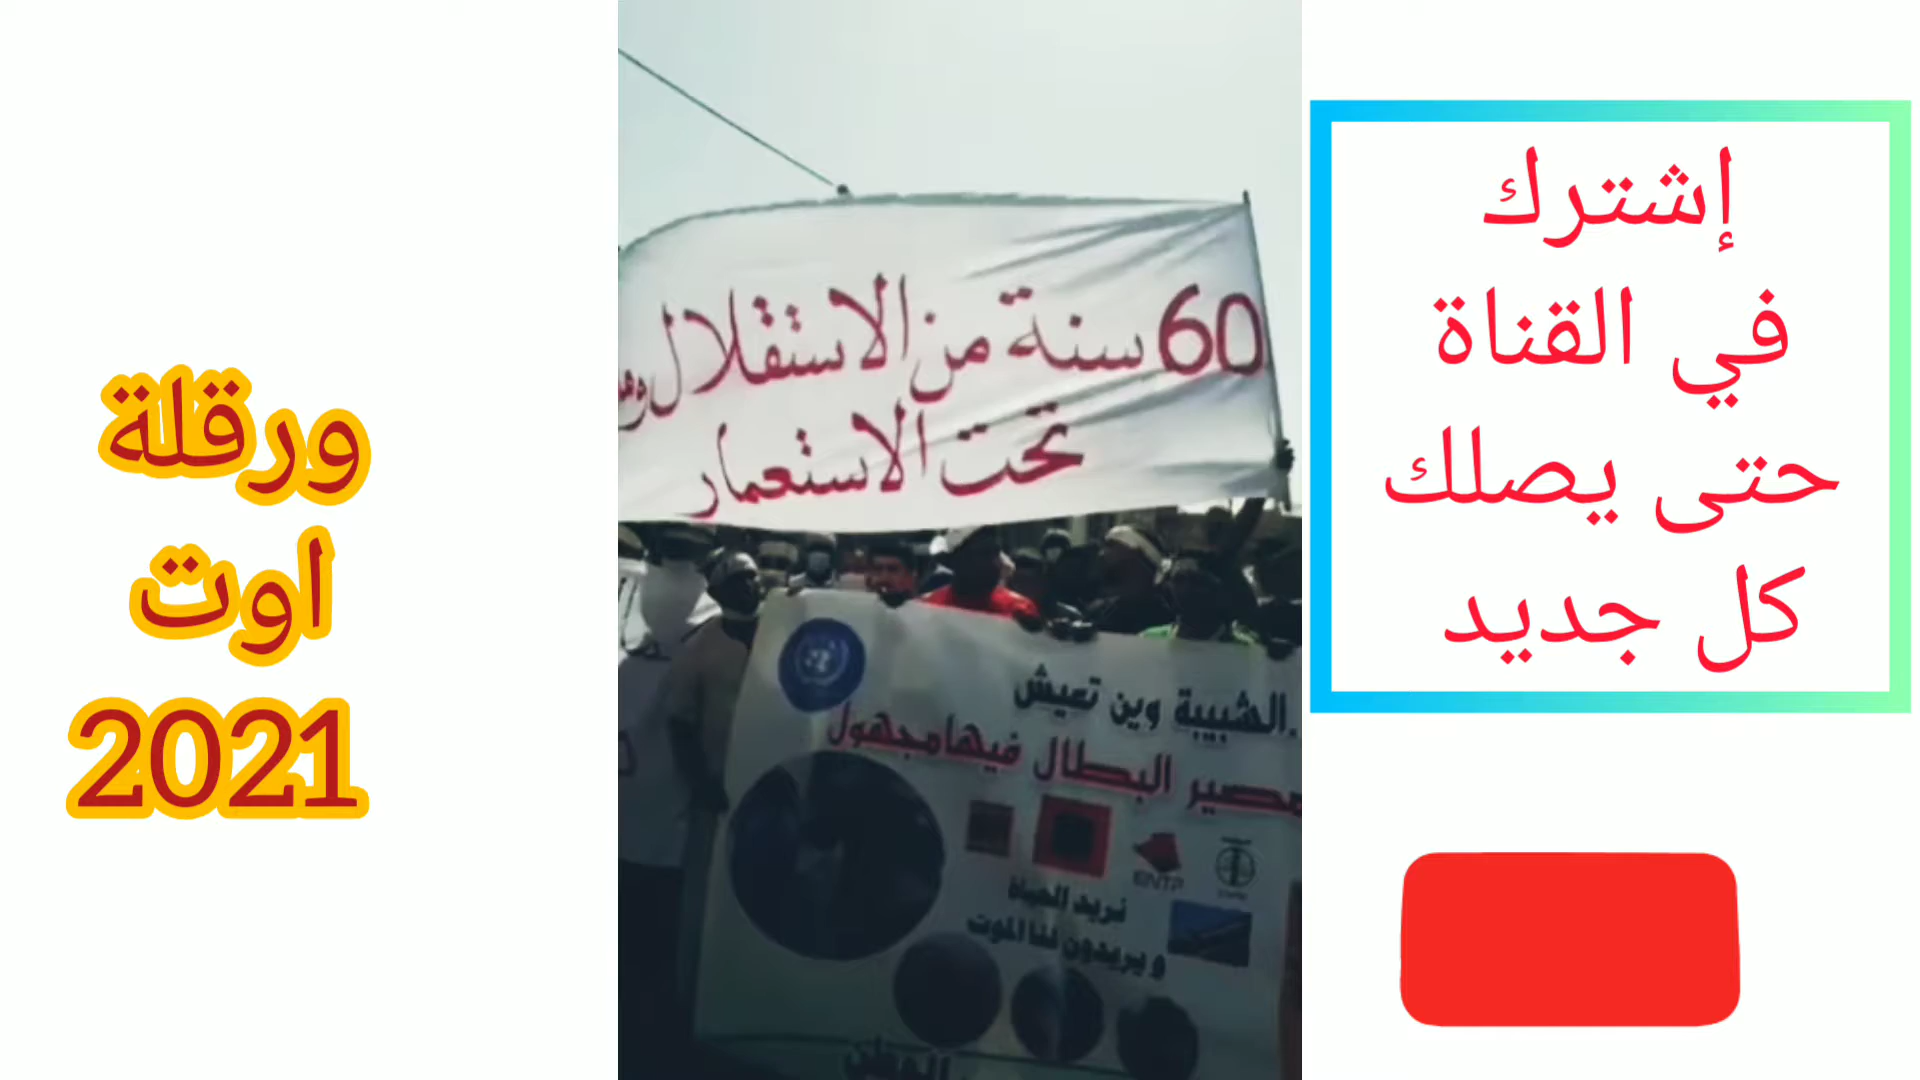 ورقلة
اوت
2021
60 سنة من الاستقلال
تحت الاستعمار
الشبيبة وين تعيش
مصير البطال فيها مجهول
ENTP
نريد الحياة
و يريدون لنا الموت
إشترك
في القناة
حتى يصلك
كل جديد